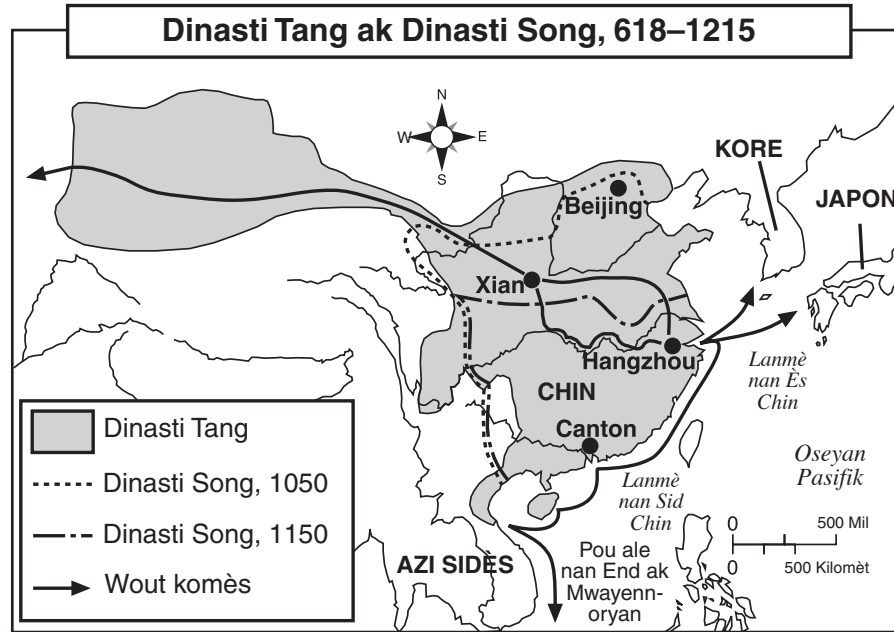 Dinasti Tang ak Dinasti Song, 618–1215
N
W
E
S
KORE
JAPON
Beijing
Xian
Hangzhou
Lanmè
nan Ès
Chin
CHIN
Canton
Oseyan
Pasifik
Lanmè
nan Sid
Chin
AZI SIDÈS
Pou ale
nan End ak
Mwayenn-
oryan
0 500 Mil
0 500 Kilomèt
Dinasti Tang
Dinasti Song, 1050
Dinasti Song, 1150
Wout komès